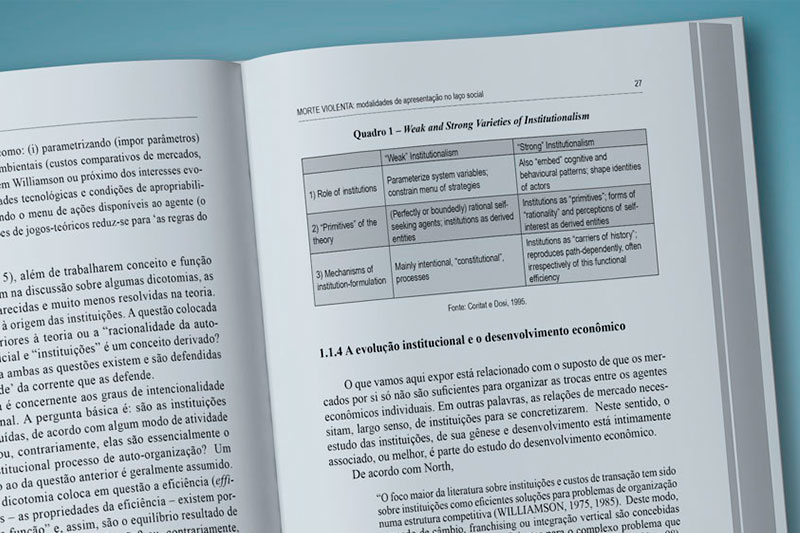 como: (i) parametrizando (impor parâmetros)
mbientais (custos comparativos de mercados,
em Williamson ou próximo dos interesses evo-
dades tecnológicas e condições de apropriabili-
ndo o menu de ações disponíveis ao agente (o
es de jogos-teóricos reduz-se para ‘as regras do
5), além de trabalharem conceito e função
m na discussão sobre algumas dicotomias, as
arecidas e muito menos resolvidas na teoria.
à origem das instituições. A questão colocada
riores à teoria ou a “racionalidade da auto-
cial e “instituições” é um conceito derivado?
a ambas as questões existem e são defendidas
de’ da corrente que as defende.
a é concernente aos graus de intencionalidade
nal. A pergunta básica é: são as instituições
uídas, de acordo com algum modo de atividade
ou, contrariamente, elas são essencialmente o
stitucional processo de auto-organização? Um
o ao da questão anterior é geralmente assumido.
dicotomia coloca em questão a eficiência (effi-
s – as propriedades da eficiência – existem por-
função” e, assim, são o equilíbrio resultado de
ou, contrariamente,
MORTE VIOLENTA: modalidades de apresentação no laço social 27
Quadro 1 – Weak and Strong Varieties of Institutionalism
“Weak” Institutionalism “Strong” Institutionalism
1) Role of institutions
Parameterize system variables;
constrain menu of strategies
Also “embed” cognitive and
behavioural patterns; shape identities
of actors
2) “Primitives” of the
theory
(Perfectly or boundedly) rational self-
seeking agents; institutions as derived
entities
Institutions as “primitives”; forms of
“rationality” and perceptions of self-
interest as derived entities
3) Mechanisms of
institution-formulation
Mainly intentional, “constitutional”,
processes
Institutions as “carriers of history”;
reproduces path-dependently, often
irrespectively of this functional
efficiency
Fonte: Coritat e Dosi, 1995.
1.1.4 A evolução institucional e o desenvolvimento econômico
O que vamos aqui expor está relacionado com o suposto de que os mer-
cados por si só não são suficientes para organizar as trocas entre os agentes
econômicos individuais. Em outras palavras, as relações de mercado neces-
sitam, largo senso, de instituições para se concretizarem. Neste sentido, o
estudo das instituições, de sua gênese e desenvolvimento está intimamente
associado, ou melhor, é parte do estudo do desenvolvimento econômico.
De acordo com North,
“O foco maior da literatura sobre instituições e custos de transação tem sido
sobre instituições como eficientes soluções para problemas de organização
numa estrutura competitiva (WILLIAMSON, 1975, 1985). Deste modo,
de câmbio, franchising ou integração vertical são concebidas
para o complexo problema que